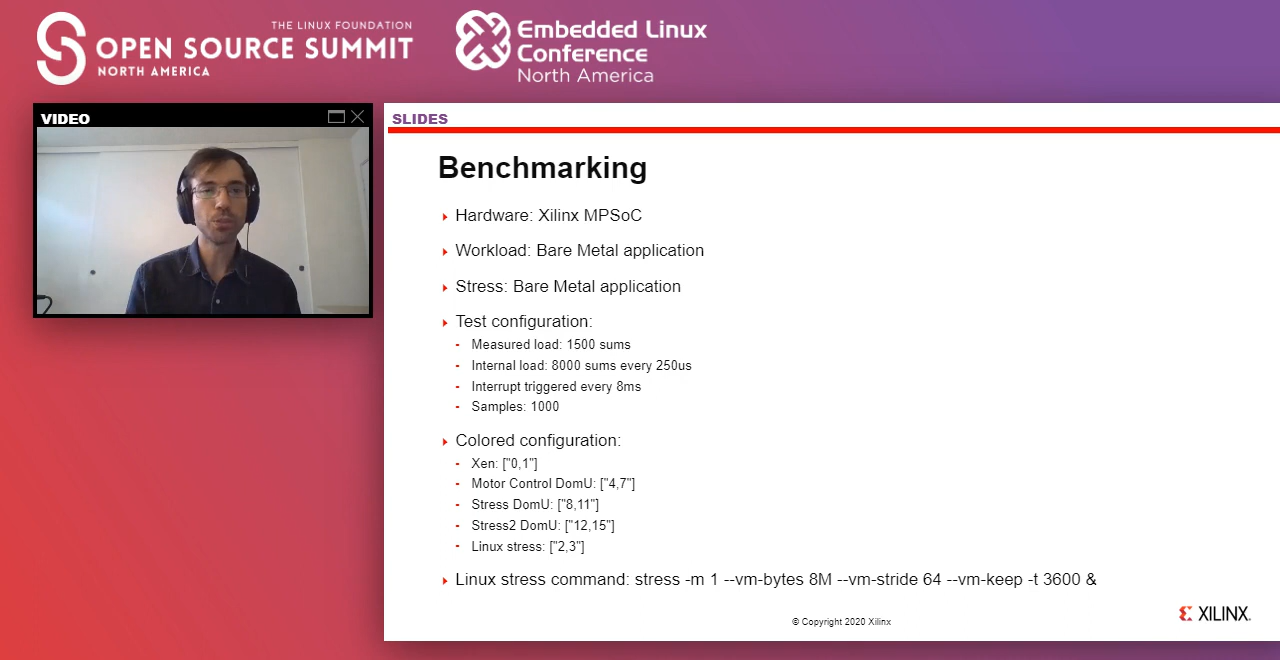 THE LINUX FOUNDATION
OPEN SOURCE SUMMIT
NORTH AMERICA
Embedded Linux
Conference
North America
VIDEO
SLIDES
Benchmarking
Hardware: Xilinx MPSoC
Workload: Bare Metal application
Stress: Bare Metal application
Test configuration:
- Measured load: 1500 sums
- Internal load: 8000 sums every 250us
- Interrupt triggered every 8ms
- Samples: 1000
Colored configuration:
- Xen: ["0,1"]
- Motor Control DomU: ["4,7"]
- Stress DomU: ["8,11"]
- Stress2 DomU: ["12,15"]
- Linux stress: ["2,3"]
Linux stress command: stress -m 1 --vm-bytes 8M --vm-stride 64 --vm-keep -t 3600 &
© Copyright 2020 Xilinx
XILINX.